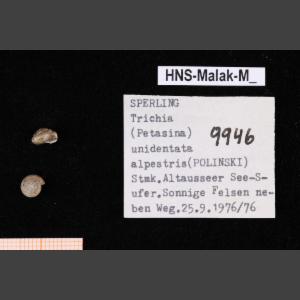 HNS-Malak-M_
SPERLING
Trichia
(Petasina) 9946
unidentata
alpestris(POLINSKI)
Stmk.Altausseer See-S-
ufer.Sonnige Felsen ne-
ben Weg.25.9.1976/76